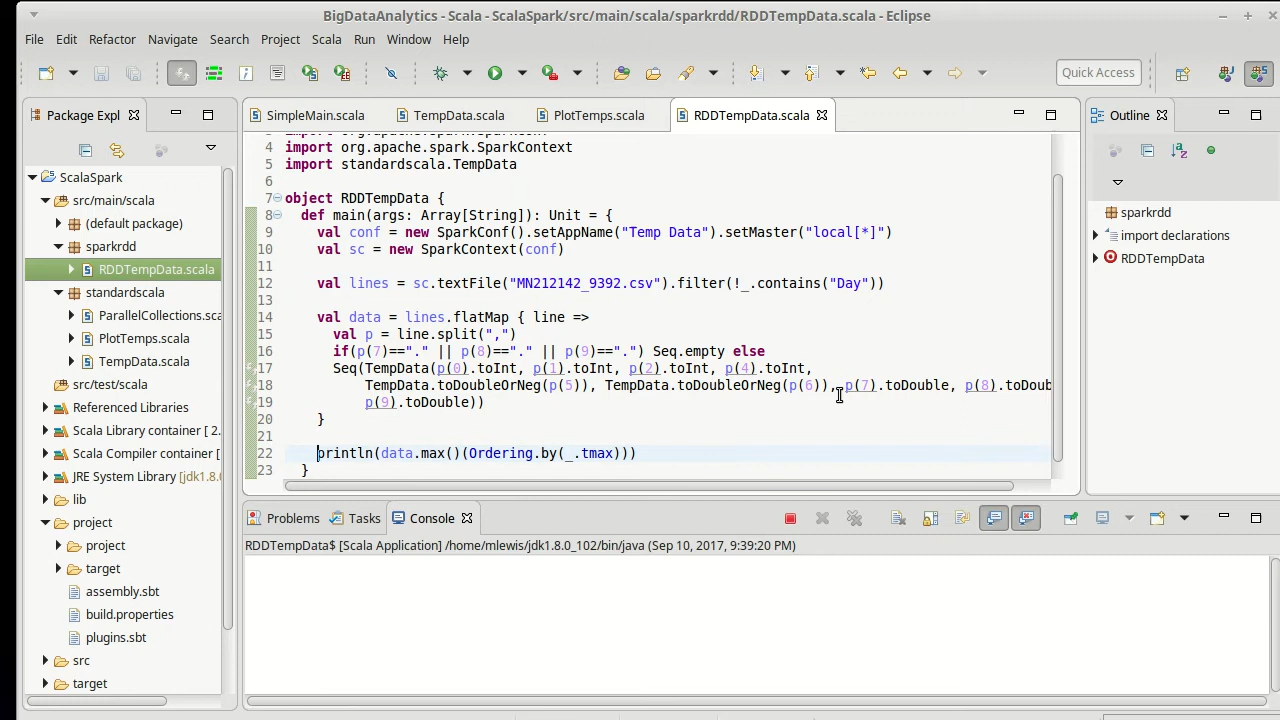 BigDataAnalytics - Scala - ScalaSpark/src/main/scala/sparkrdd/RDDTempData.scala - Eclipse
File Edit Refactor Navigate Search Project Scala Run Window Help
Quick Access
Package Expl
SimpleMain.scala TempData.scala PlotTemps.scala RDDTempData.scala
Outline
ScalaSpark
src/main/scala
(default package)
sparkrdd
RDDTempData.scala
standardscala
ParallelCollections.sca
PlotTemps.scala
TempData.scala
src/test/scala
Referenced Libraries
Scala Library container [ 2.
Scala Compiler container [
JRE System Library [jdk1.8.0
lib
project
project
target
assembly.sbt
build.properties
plugins.sbt
src
target
4 import org.apache.spark.SparkContext
5 import standardscala.TempData
6
7 object RDDTempData {
8 def main(args: Array[String]): Unit = {
9 val conf = new SparkConf().setAppName("Temp Data").setMaster("local[*]")
10 val sc = new SparkContext(conf)
11
12 val lines = sc.textFile("MN212142_9392.csv").filter(!_.contains("Day"))
13
14 val data = lines.flatMap { line =>
15 val p = line.split(",")
16 if(p(7)=="." || p(8)=="." || p(9)==".") Seq.empty else
17 Seq(TempData(p(0).toInt, p(1).toInt, p(2).toInt, p(4).toInt,
18 TempData.toDoubleOrNeg(p(5)), TempData.toDoubleOrNeg(p(6)), p(7).toDouble, p(8).toDoub
19 p(9).toDouble))
20 }
21
22 println(data.max()(Ordering.by(_.tmax)))
23 }
sparkrdd
import declarations
RDDTempData
Problems Tasks Console
RDDTempData$ [Scala Application] /home/mlewis/jdk1.8.0_102/bin/java (Sep 10, 2017, 9:39:20 PM)